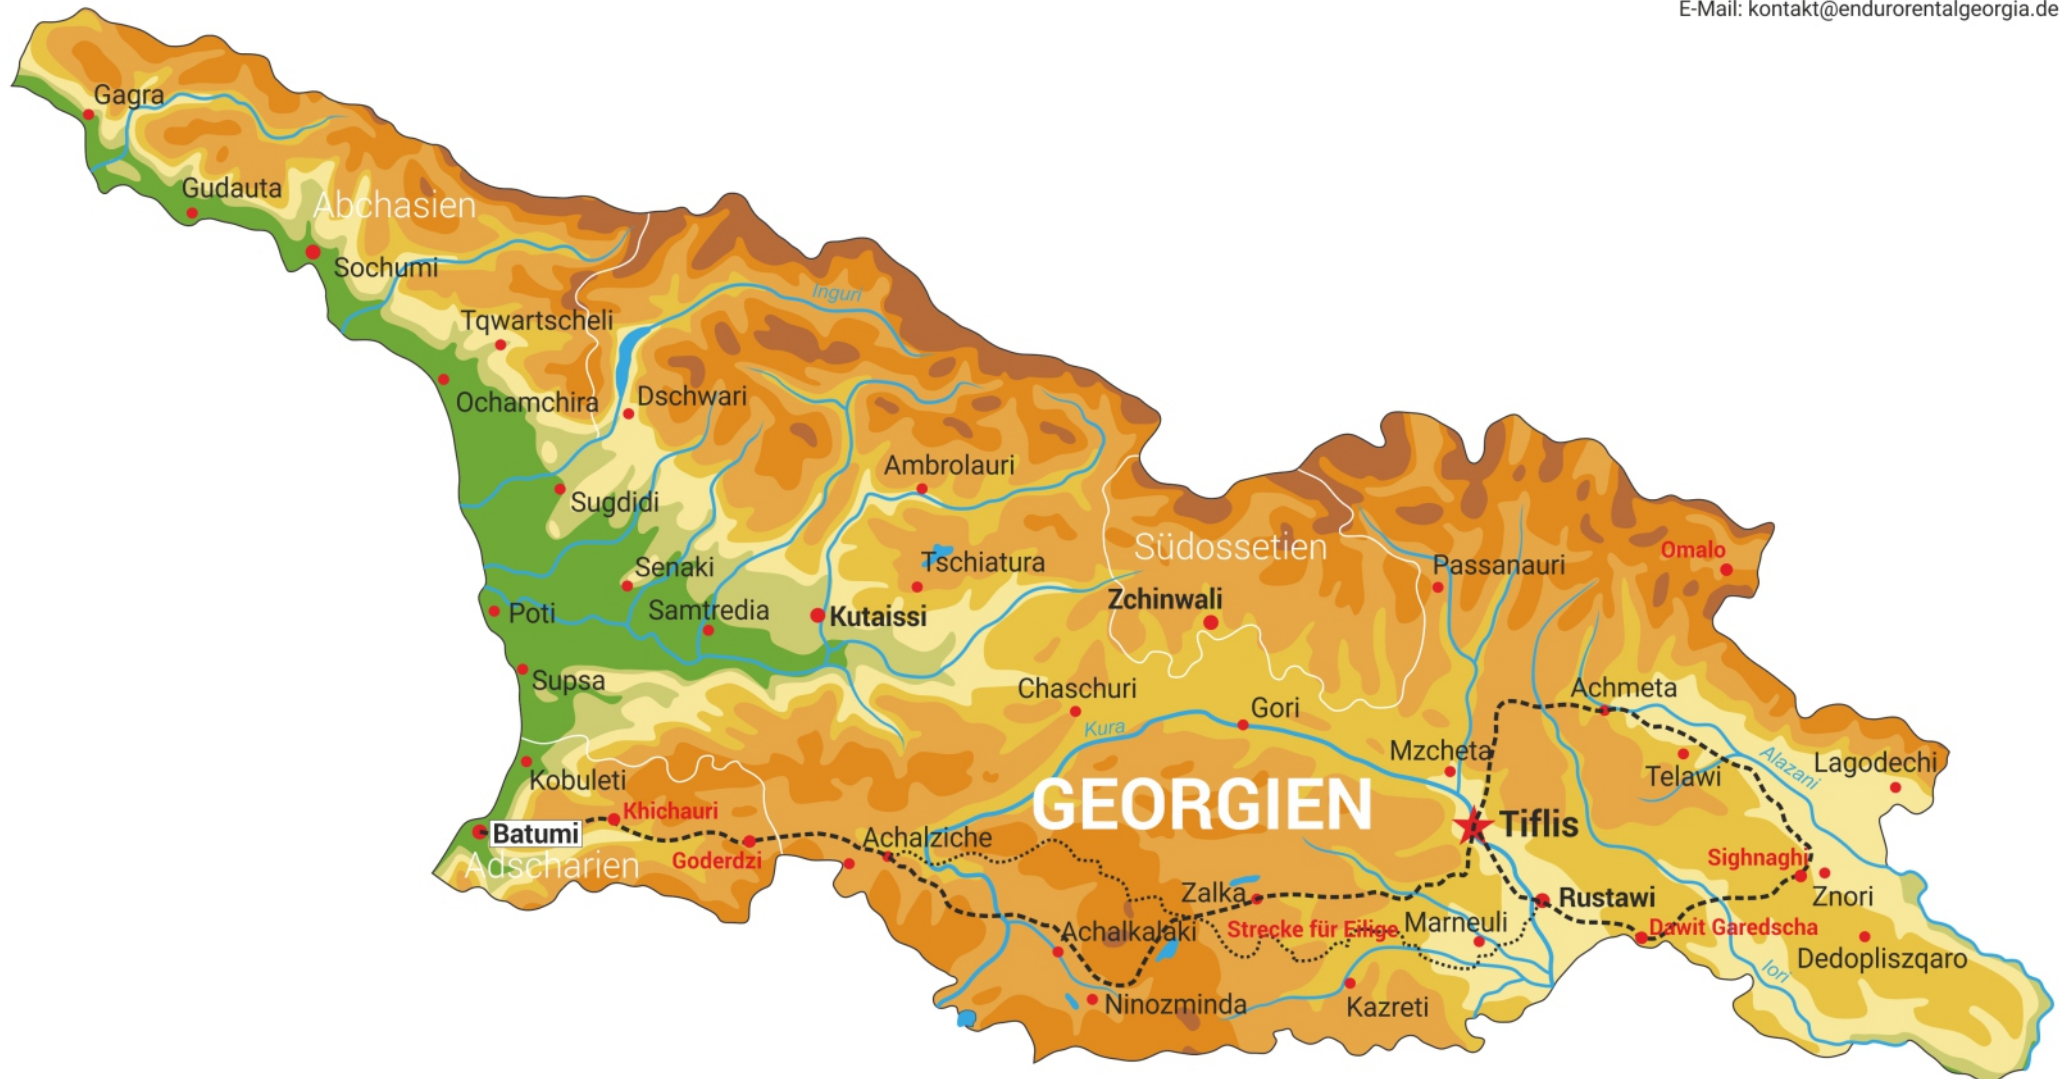 E-Mail: kontakt@endurorentalgeorgia.de
Gagra
Gudauta
Abchasien
Sochumi
Inguri
Tqwartscheli
Ochamchira
Dschwari
Ambrolauri
Sugdidi
Südossetien
Omalo
Tschiatura
Passanauri
Senaki
Zchinwali
Poti
Samtredia
Kutaissi
Supsa
Chaschuri
Achmeta
Gori
Kura
Mzcheta
Alazani
Lagodechi
Telawi
Kobuleti
GEORGIEN
Khichauri
Tiflis
Batumi
Achalziche
Goderdzi
Sighnaghi
Adscharien
Zalka
Rustawi
Znori
Achalkalaki
Strecke für Eilige
Marneuli
Dawit Garedscha
Dedopliszqaro
Iori
Ninozminda
Kazreti